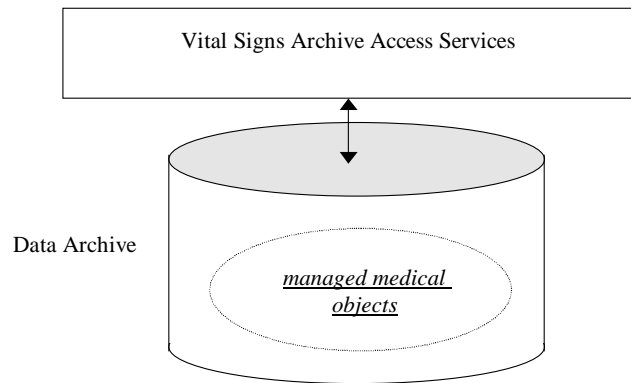 Vital Signs Archive Access Services
Data Archive
managed medical
objects